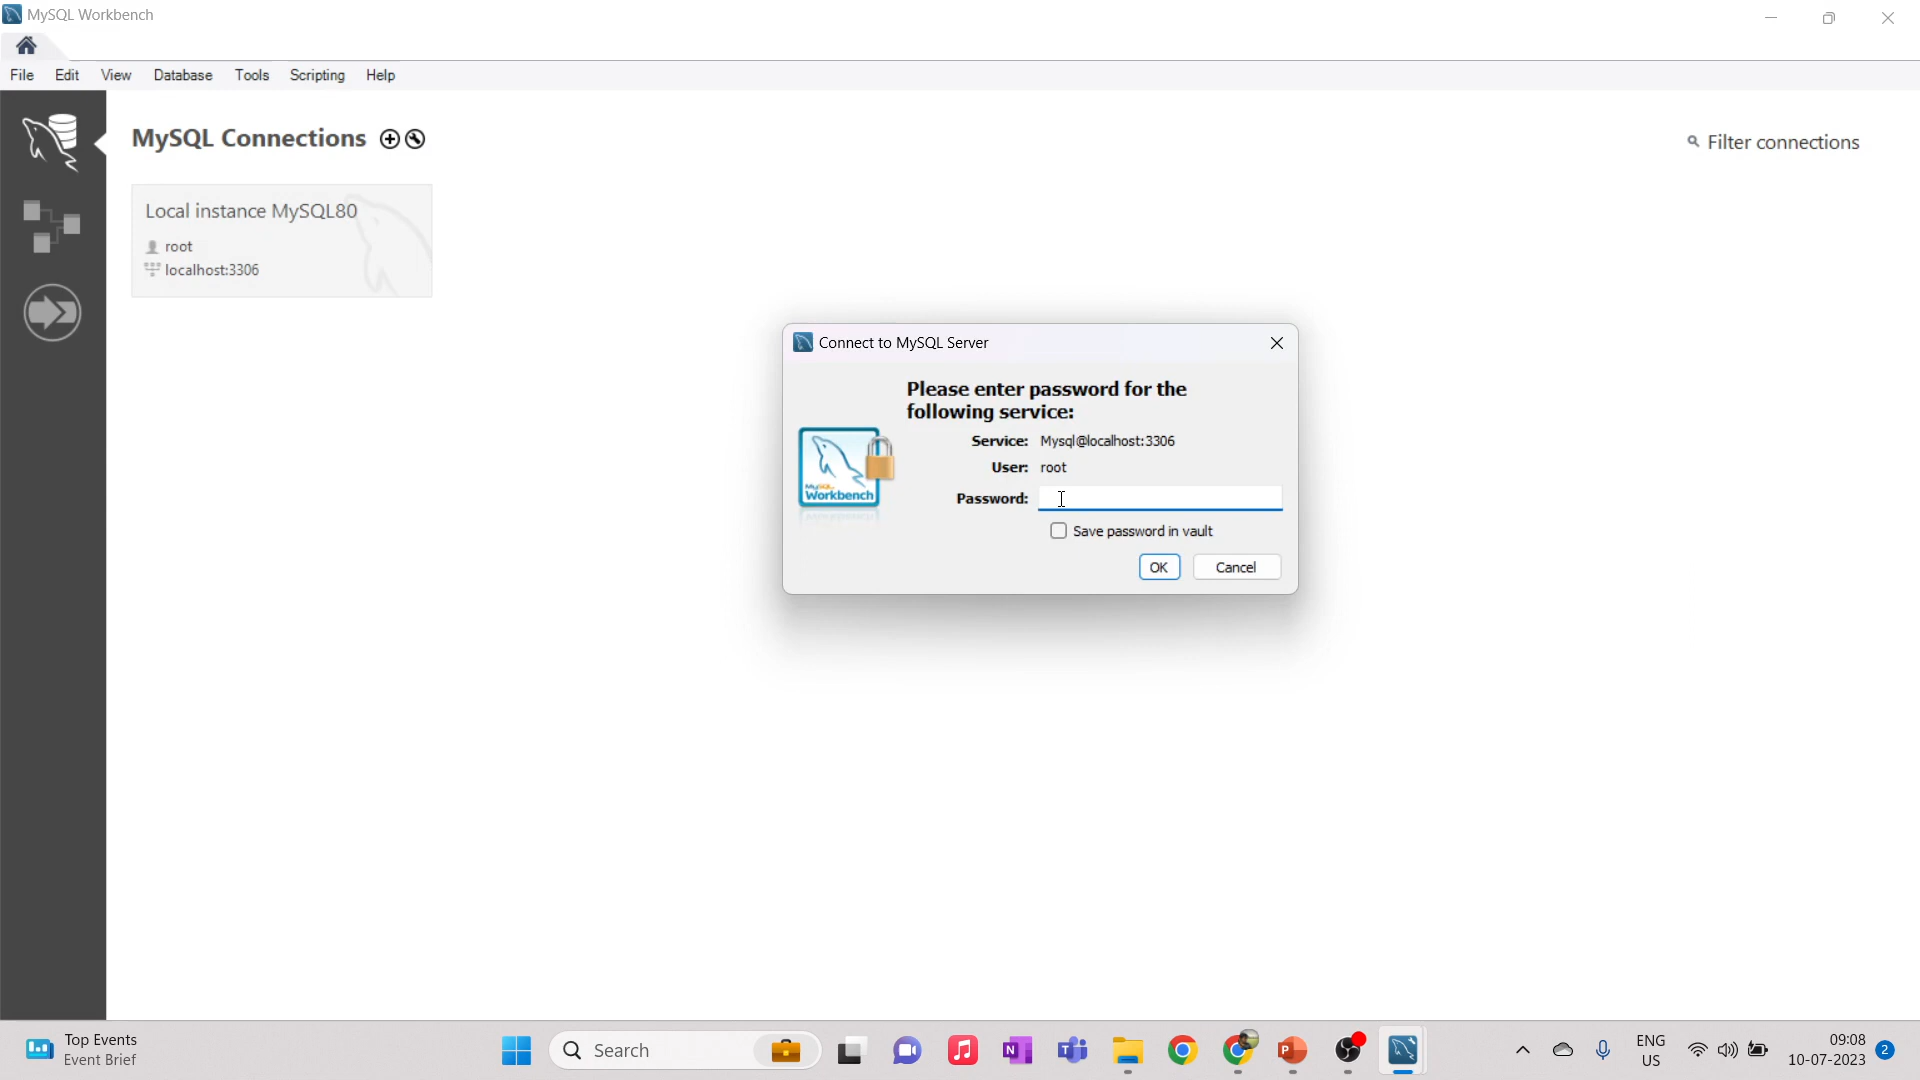 MySQL Workbench
File Edit View Database Tools Scripting Help
MySQL Connections
Filter connections
Local instance MySQL80
root
localhost:3306
Connect to MySQL Server
Please enter password for the
following service:
Service: Mysql@localhost:3306
User: root
Password:
MySQL
Workbench
Save password in vault
OK Cancel
Top Events
Event Brief
Search
ENG
US
09:08
10-07-2023
2